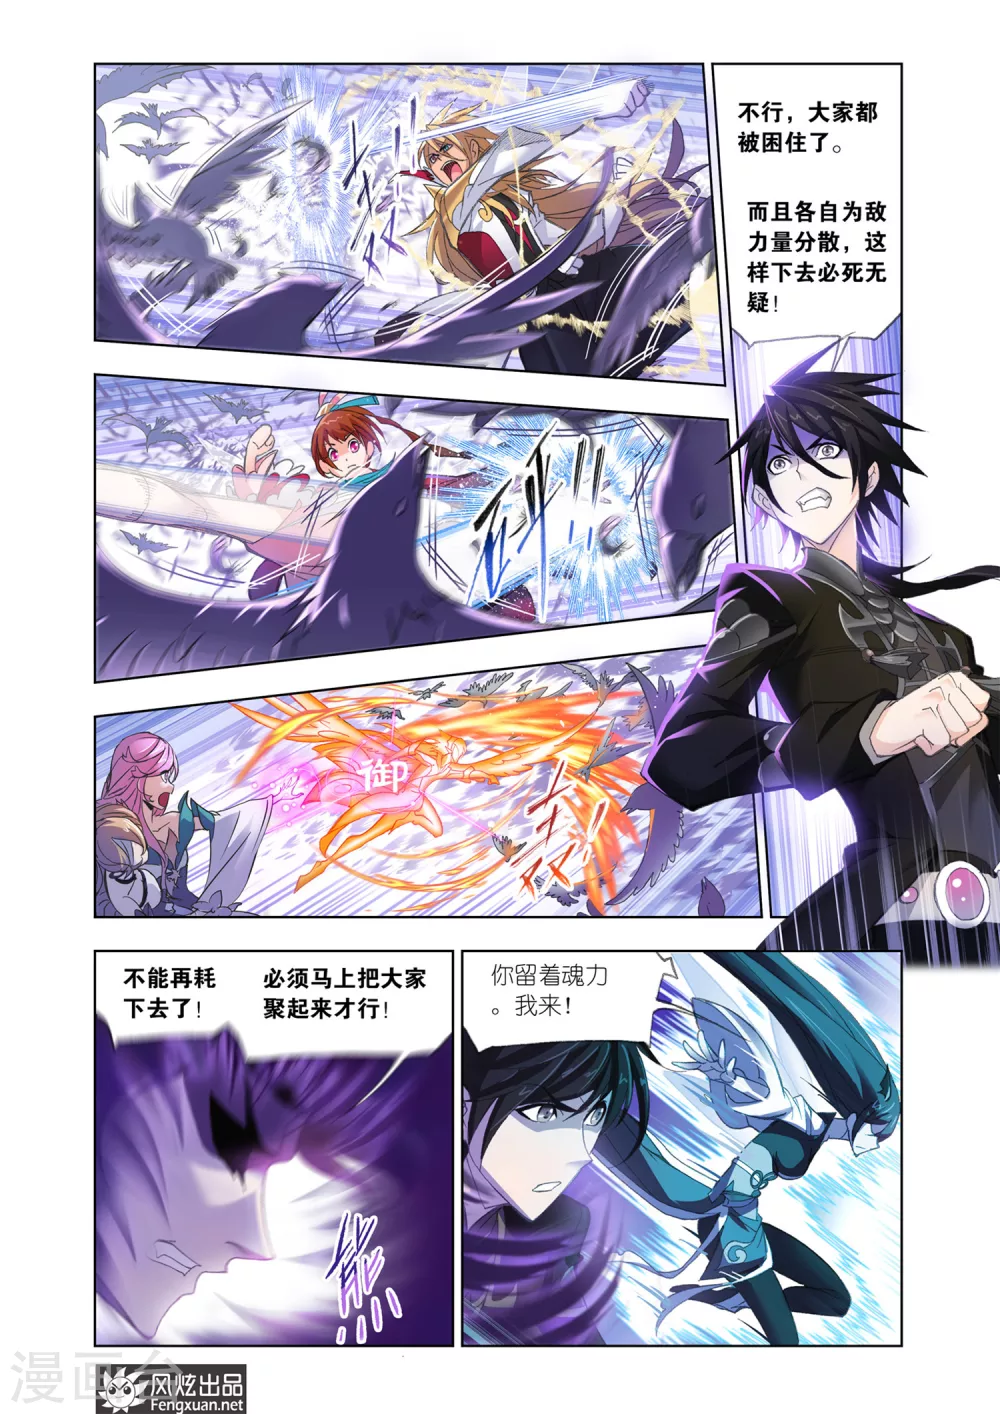 不行，大家都
被困住了。
而且各自为敌
力量分散，这
样下去必死无
疑！
御
不能再耗
下去了！
必须马上把大家
聚起来才行！
你留着魂力
。我来！
漫画台
风炫出品
Fengxuan.net